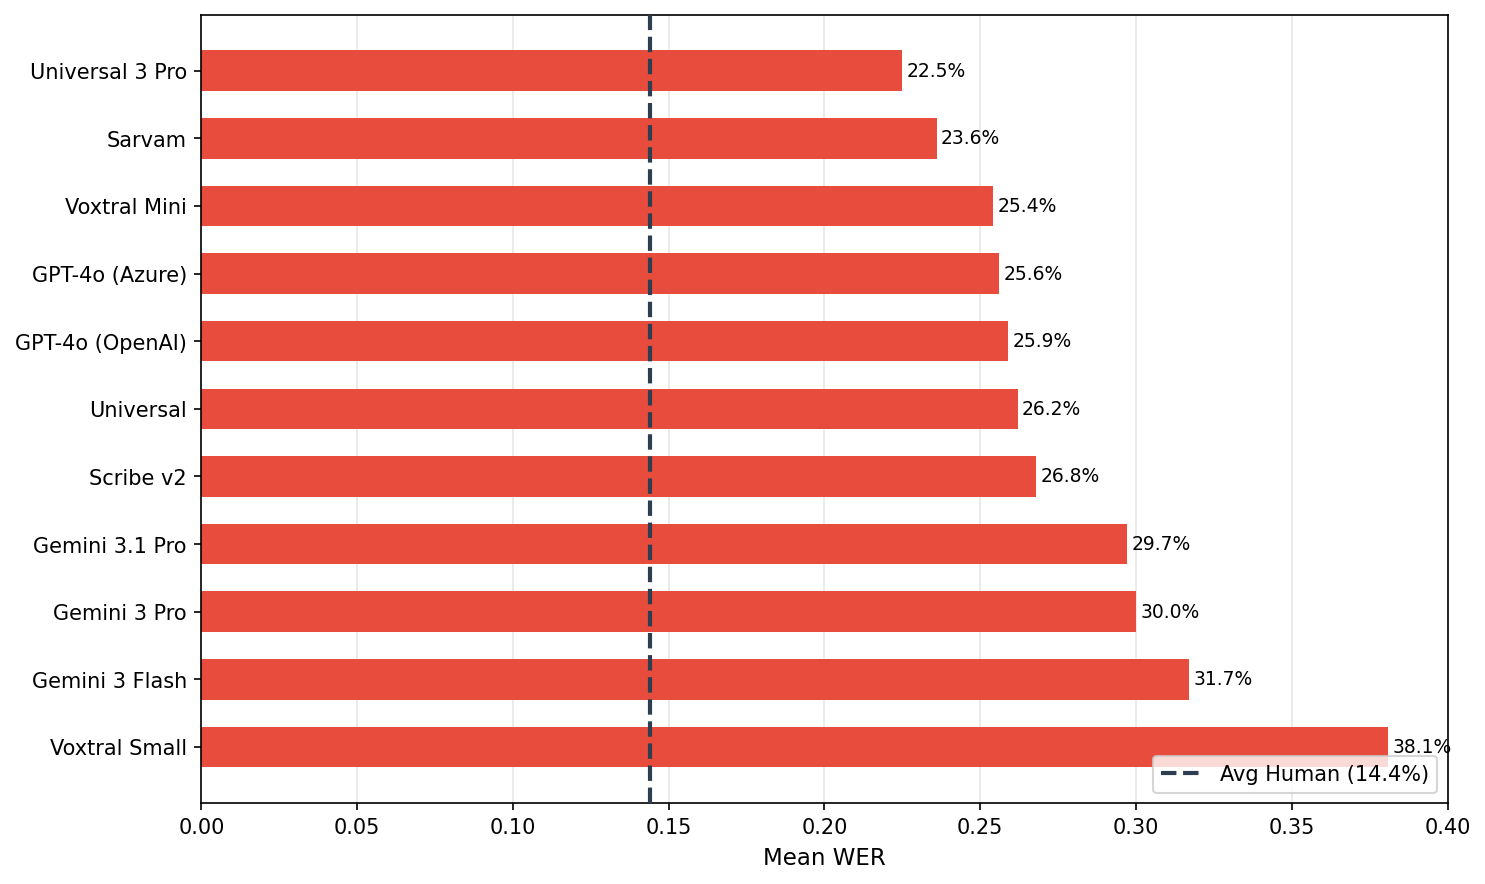 Universal 3 Pro 22.5%
Sarvam 23.6%
Voxtral Mini 25.4%
GPT-4o (Azure) 25.6%
GPT-4o (OpenAI) 25.9%
Universal 26.2%
Scribe v2 26.8%
Gemini 3.1 Pro 29.7%
Gemini 3 Pro 30.0%
Gemini 3 Flash 31.7%
Voxtral Small 38.1%
Avg Human (14.4%)
0.00 0.05 0.10 0.15 0.20 0.25 0.30 0.35 0.40
Mean WER